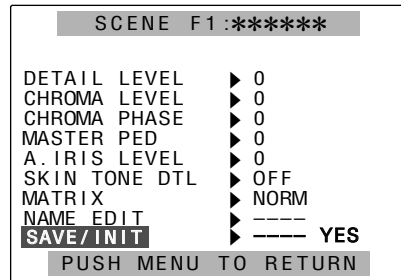 SCENE F1:******
DETAIL LEVEL ▶ 0
CHROMA LEVEL ▶ 0
CHROMA PHASE ▶ 0
MASTER PED ▶ 0
A.IRIS LEVEL ▶ 0
SKIN TONE DTL ▶ OFF
MATRIX ▶ NORM
NAME EDIT ▶ ----
SAVE/INIT ▶ ---- YES
PUSH MENU TO RETURN